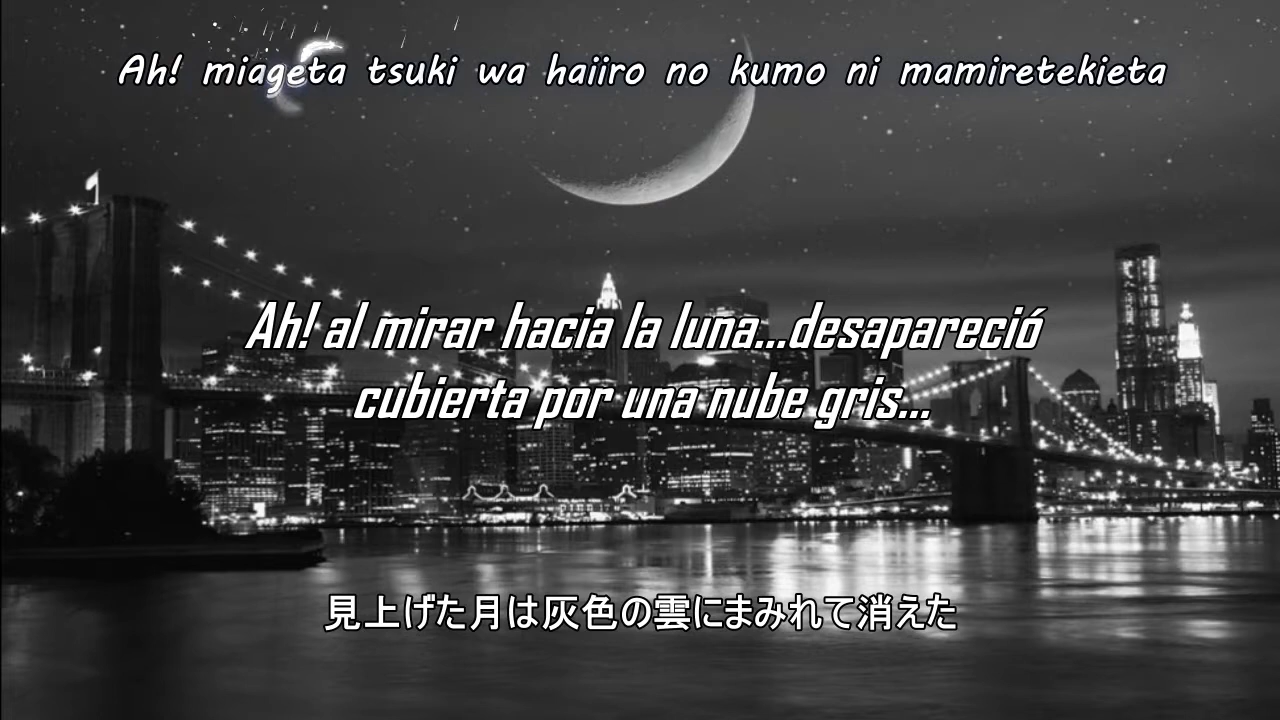 Ah! miageta tsuki wa haiiro no kumo ni mamiretekieta
Ah! al mirar hacia la luna...desapareció
cubierta por una nube gris...
見上げた月は灰色の雲にまみれて消えた